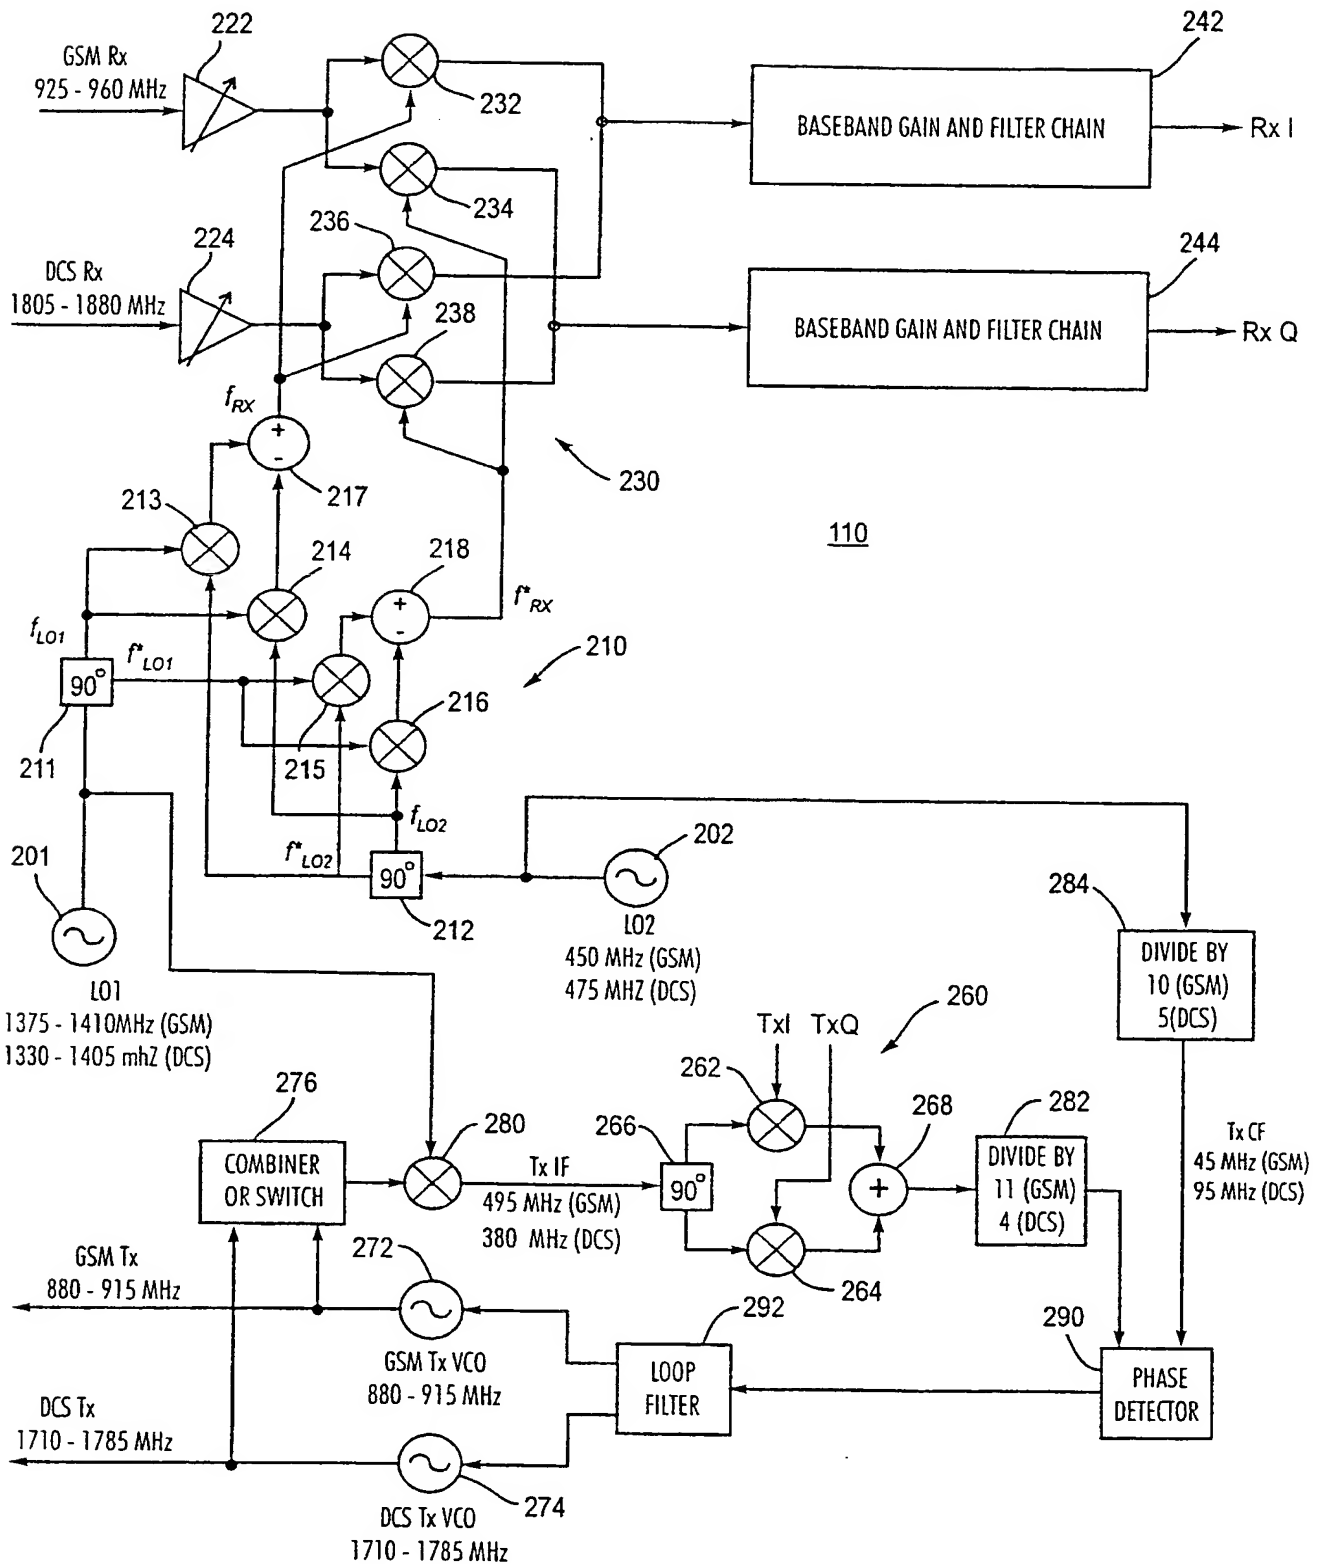 222
242
GSM Rx
925 - 960 MHz
232
BASEBAND GAIN AND FILTER CHAIN
Rx I
234
236
224
244
DCS Rx
1805 - 1880 MHz
238
BASEBAND GAIN AND FILTER CHAIN
Rx Q
fRX
+
-
217
230
213
110
214
218
+
-
f*RX
fLO1
f*LO1
210
90°
216
211
215
fLO2
202
201
f*LO2
90°
284
212
LO2
450 MHz (GSM)
475 MHZ (DCS)
DIVIDE BY
10 (GSM)
5(DCS)
LO1
1375 - 1410MHz (GSM)
1330 - 1405 mhZ (DCS)
TxI TxQ
260
262
276
282
280
266
268
COMBINER
OR SWITCH
Tx IF
495 MHz (GSM)
380 MHz (DCS)
90°
+
DIVIDE BY
11 (GSM)
4 (DCS)
Tx CF
45 MHz (GSM)
95 MHz (DCS)
272
264
GSM Tx
880 - 915 MHz
292
290
GSM Tx VCO
880 - 915 MHz
LOOP
FILTER
PHASE
DETECTOR
DCS Tx
1710 - 1785 MHz
274
DCS Tx VCO
1710 - 1785 MHz